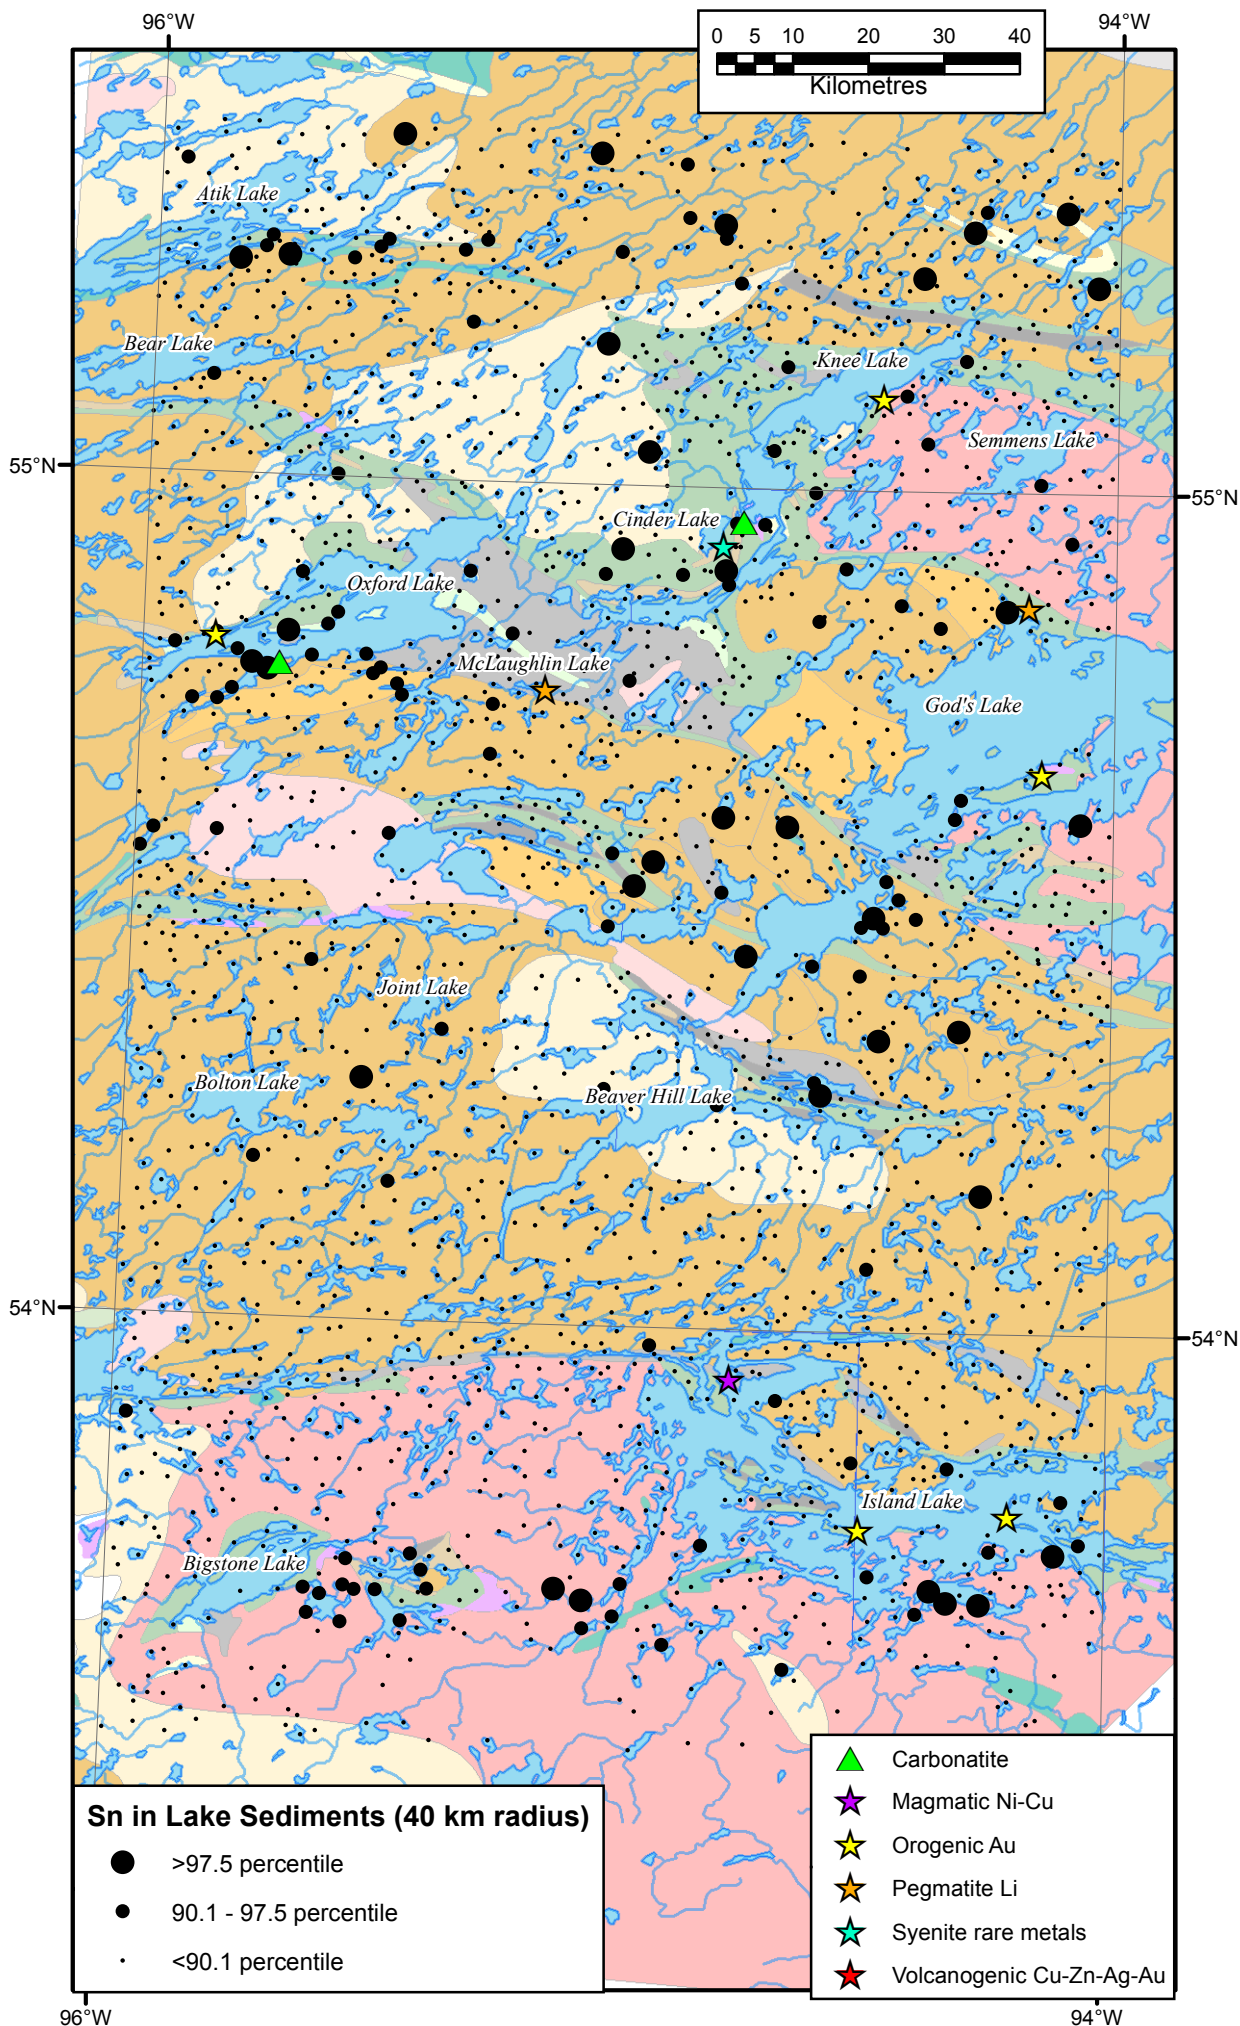 96°W
94°W
0 5 10 20 30 40
Kilometres
Atik Lake
Bear Lake
Knee Lake
Semmens Lake
55°N
55°N
Cinder Lake
Oxford Lake
McLaughlin Lake
God's Lake
Joint Lake
Bolton Lake
Beaver Hill Lake
54°N
54°N
Island Lake
Bigstone Lake
Carbonatite
Magmatic Ni-Cu
Orogenic Au
Pegmatite Li
Syenite rare metals
Volcanogenic Cu-Zn-Ag-Au
Sn in Lake Sediments (40 km radius)
>97.5 percentile
90.1 - 97.5 percentile
<90.1 percentile
96°W
94°W